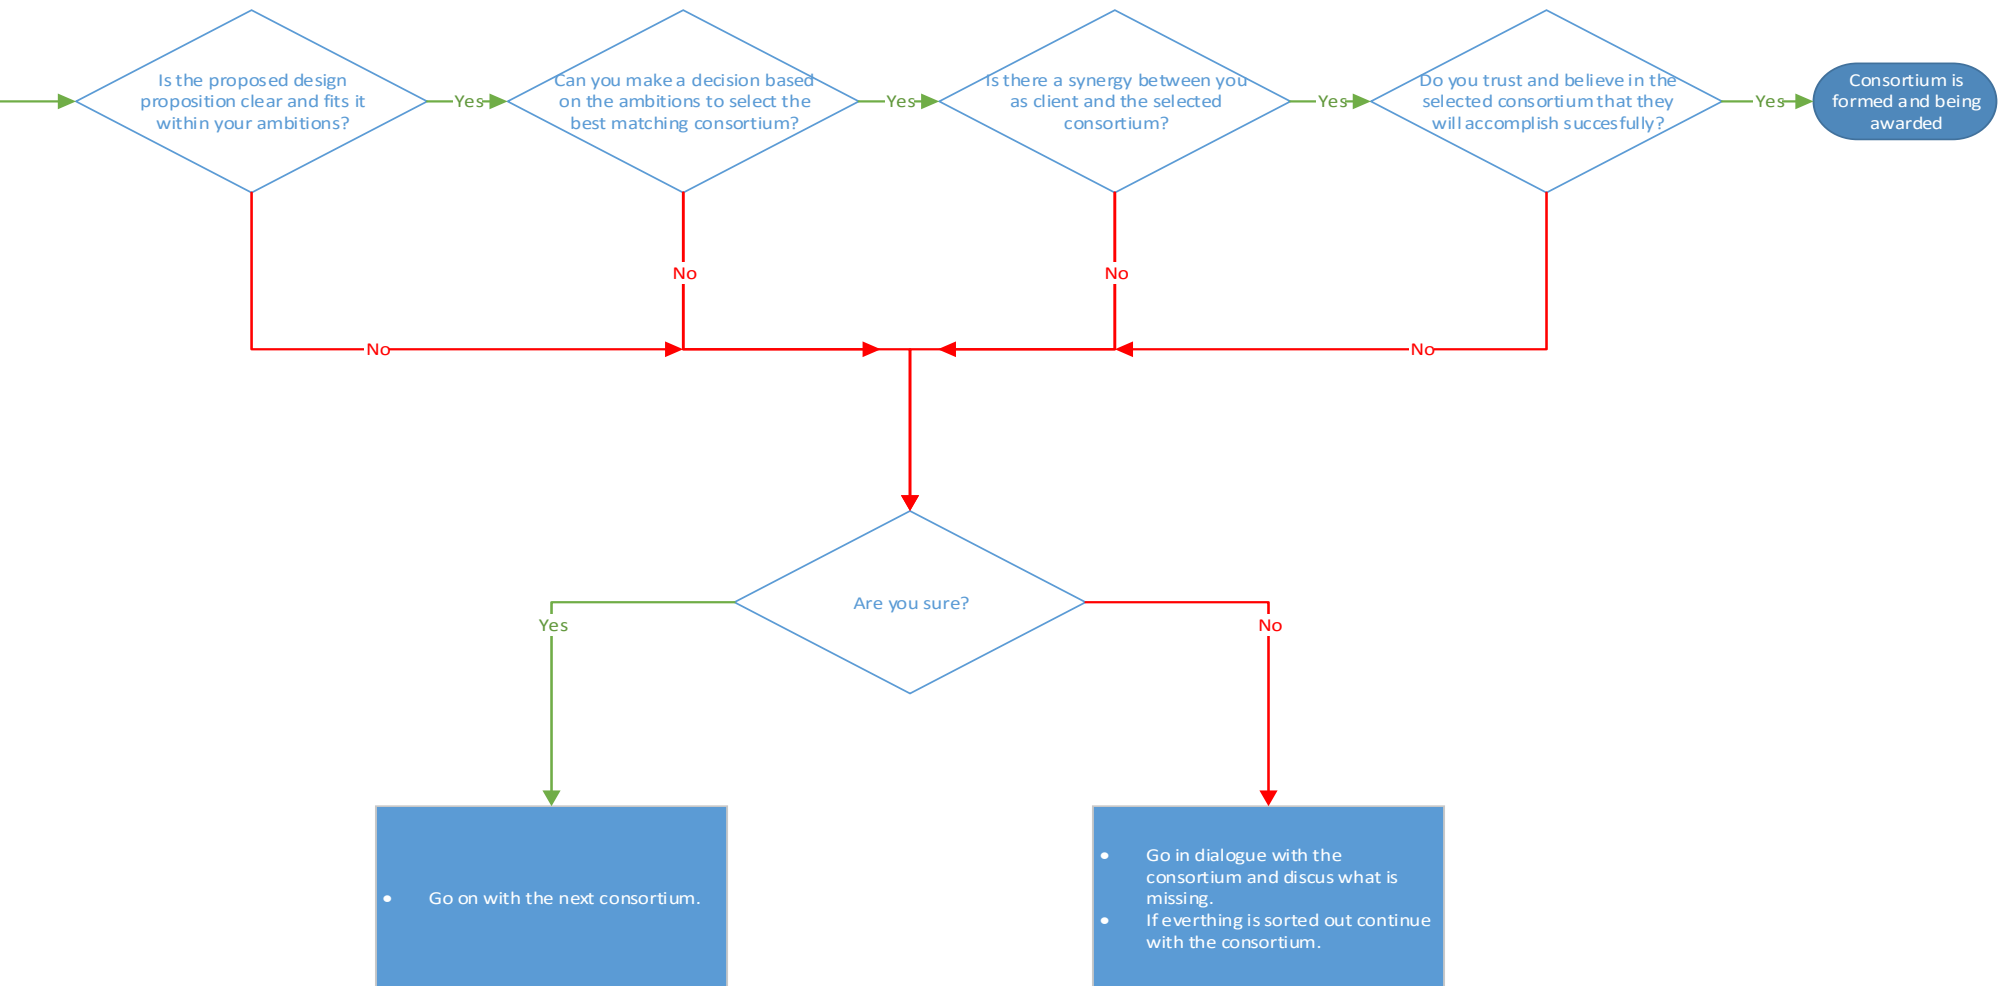 Is the proposed design
proposition clear and fits it
within your ambitions?
Yes
Can you make a decision based
on the ambitions to select the
best matching consortium?
Yes
Is there a synergy between you
as client and the selected
consortium?
Yes
Do you trust and believe in the
selected consortium that they
will accomplish succesfully?
Yes
Consortium is
formed and being
awarded
No
No
No
No
Are you sure?
Yes
No
• Go on with the next consortium.
• Go in dialogue with the
consortium and discus what is
missing.
• If everthing is sorted out continue
with the consortium.